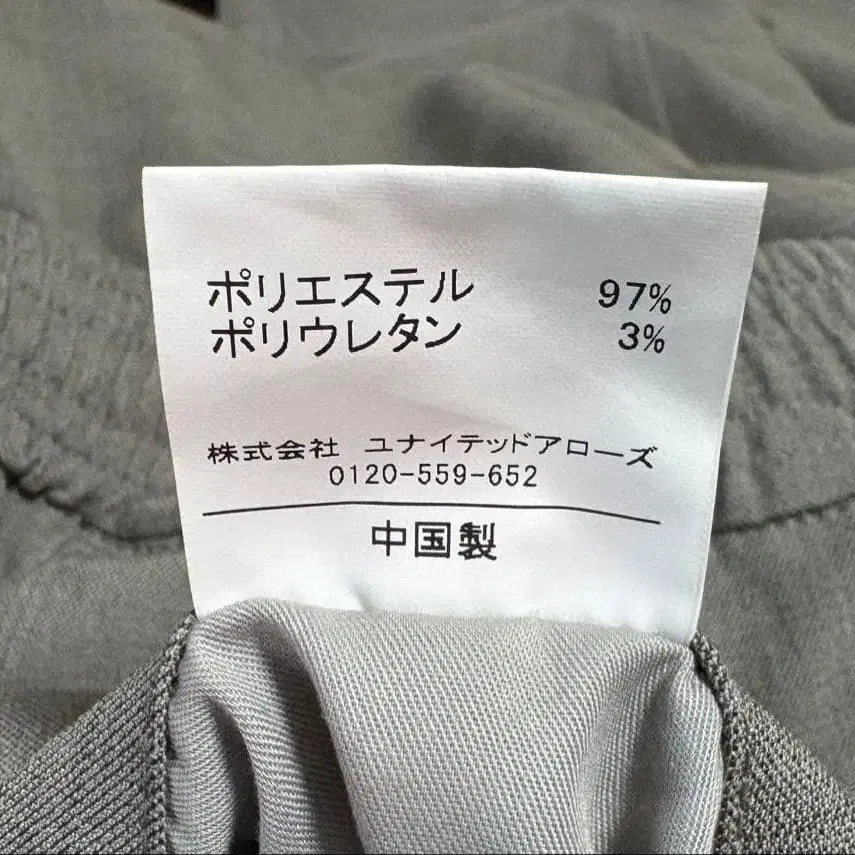 ポリエステル 97%
ポリウレタン 3%
株式会社 ユナイテッドアローズ
0120-559-652
中国製